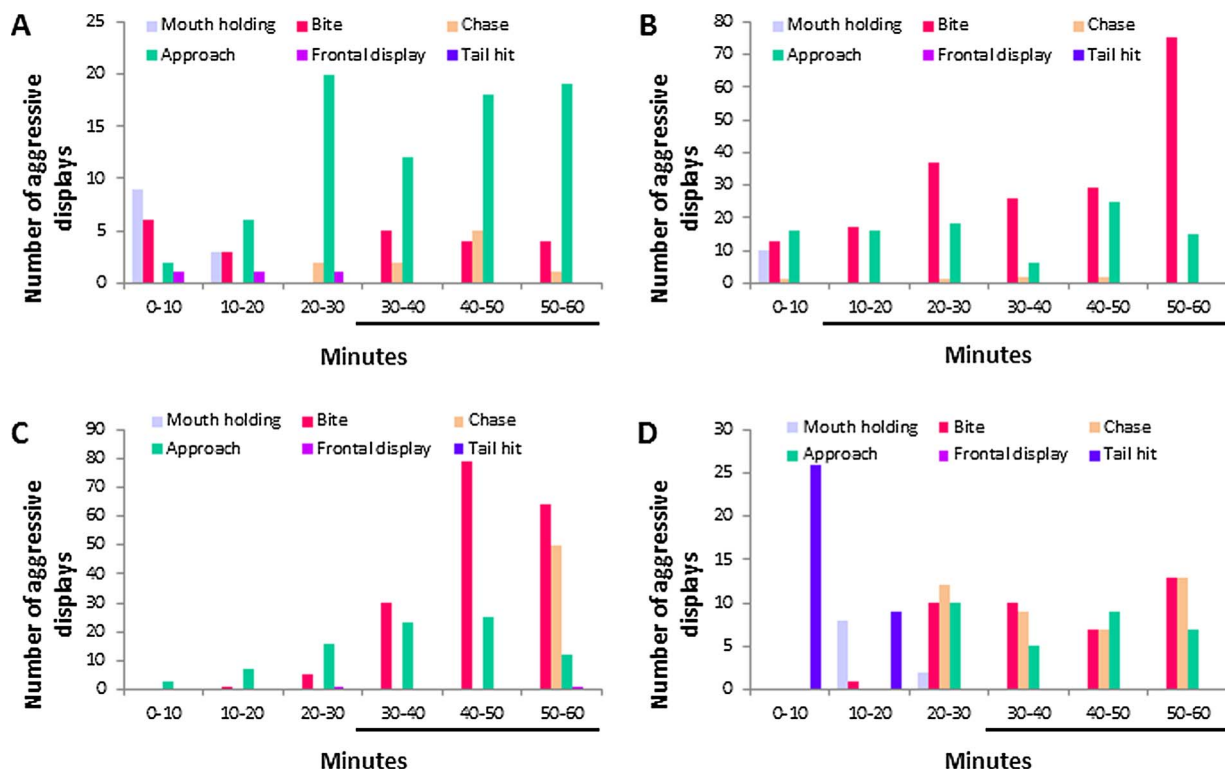 A
Mouth holding Bite Chase
Approach Frontal display Tail hit
Number of aggressive
displays
25
20
15
10
5
0
0-10 10-20 20-30 30-40 40-50 50-60
Minutes
B
Mouth holding Bite Chase
Approach Frontal display Tail hit
Number of aggressive
displays
80
70
60
50
40
30
20
10
0
0-10 10-20 20-30 30-40 40-50 50-60
Minutes
C
Mouth holding Bite Chase
Approach Frontal display Tail hit
Number of aggressive
displays
90
80
70
60
50
40
30
20
10
0
0-10 10-20 20-30 30-40 40-50 50-60
Minutes
D
Mouth holding Bite Chase
Approach Frontal display Tail hit
Number of aggressive
displays
30
25
20
15
10
5
0
0-10 10-20 20-30 30-40 40-50 50-60
Minutes